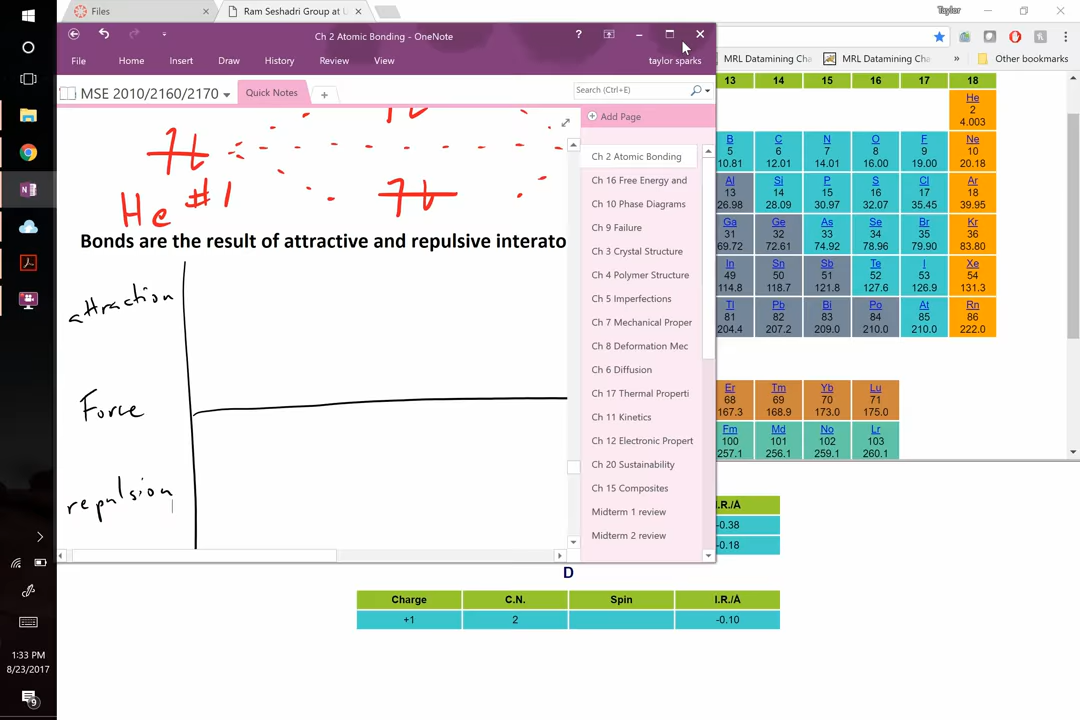 Files
Ram Seshadri Group at U
Taylor
Ch 2 Atomic Bonding - OneNote
?
taylor sparks
File Home Insert Draw History Review View
MRL Datamining Cha
MRL Datamining Cha
»
Other bookmarks
MSE 2010/2160/2170
Quick Notes
+
Search (Ctrl+E)
Add Page
Ch 2 Atomic Bonding
Ch 16 Free Energy and
Ch 10 Phase Diagrams
Ch 9 Failure
Ch 3 Crystal Structure
Ch 4 Polymer Structure
Ch 5 Imperfections
Ch 7 Mechanical Proper
Ch 8 Deformation Mec
Ch 6 Diffusion
Ch 17 Thermal Properti
Ch 11 Kinetics
Ch 12 Electronic Propert
Ch 20 Sustainability
Ch 15 Composites
Midterm 1 review
Midterm 2 review
He #1
Bonds are the result of attractive and repulsive interato
attraction
Force
repulsion
13 14 15 16 17 18
He
2
4.003
B C N O F Ne
5 6 7 8 9 10
10.81 12.01 14.01 16.00 19.00 20.18
Al Si P S Cl Ar
13 14 15 16 17 18
26.98 28.09 30.97 32.07 35.45 39.95
Ga Ge As Se Br Kr
31 32 33 34 35 36
69.72 72.61 74.92 78.96 79.90 83.80
In Sn Sb Te I Xe
49 50 51 52 53 54
114.8 118.7 121.8 127.6 126.9 131.3
Tl Pb Bi Po At Rn
81 82 83 84 85 86
204.4 207.2 209.0 210.0 210.0 222.0
Er Tm Yb Lu
68 69 70 71
167.3 168.9 173.0 175.0
Fm Md No Lr
100 101 102 103
257.1 256.1 259.1 260.1
I.R./Å
-0.38
-0.18
D
Charge C.N. Spin I.R./Å
+1 2 -0.10
1:33 PM
8/23/2017
9